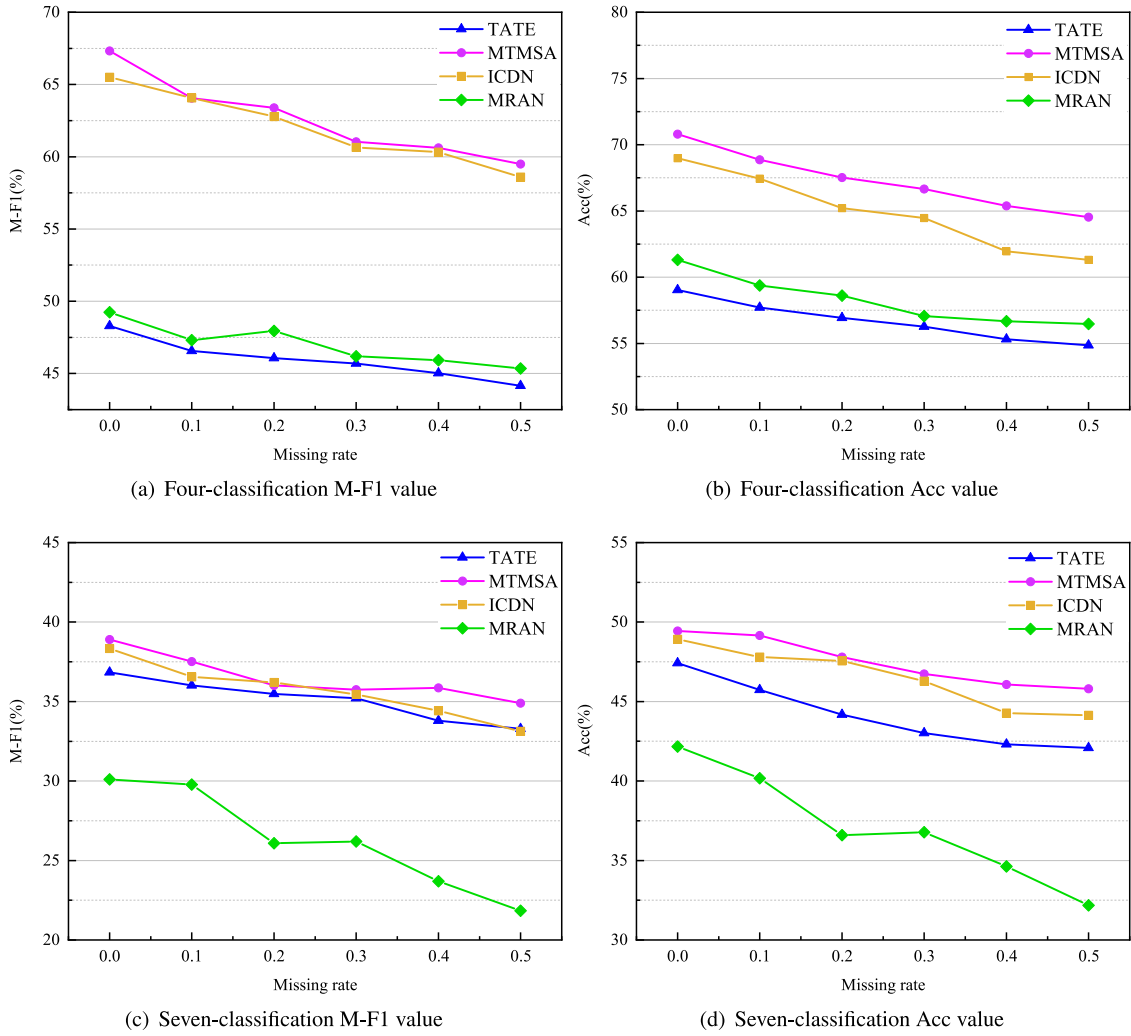 70
65
60
55
50
45
M-F1(%)
TATE
MTMSA
ICDN
MRAN
0.0 0.1 0.2 0.3 0.4 0.5
Missing rate
(a) Four-classification M-F1 value
80
75
70
65
60
55
50
Acc(%)
TATE
MTMSA
ICDN
MRAN
0.0 0.1 0.2 0.3 0.4 0.5
Missing rate
(b) Four-classification Acc value
45
40
35
30
25
20
M-F1(%)
TATE
MTMSA
ICDN
MRAN
0.0 0.1 0.2 0.3 0.4 0.5
Missing rate
(c) Seven-classification M-F1 value
55
50
45
40
35
30
Acc(%)
TATE
MTMSA
ICDN
MRAN
0.0 0.1 0.2 0.3 0.4 0.5
Missing rate
(d) Seven-classification Acc value